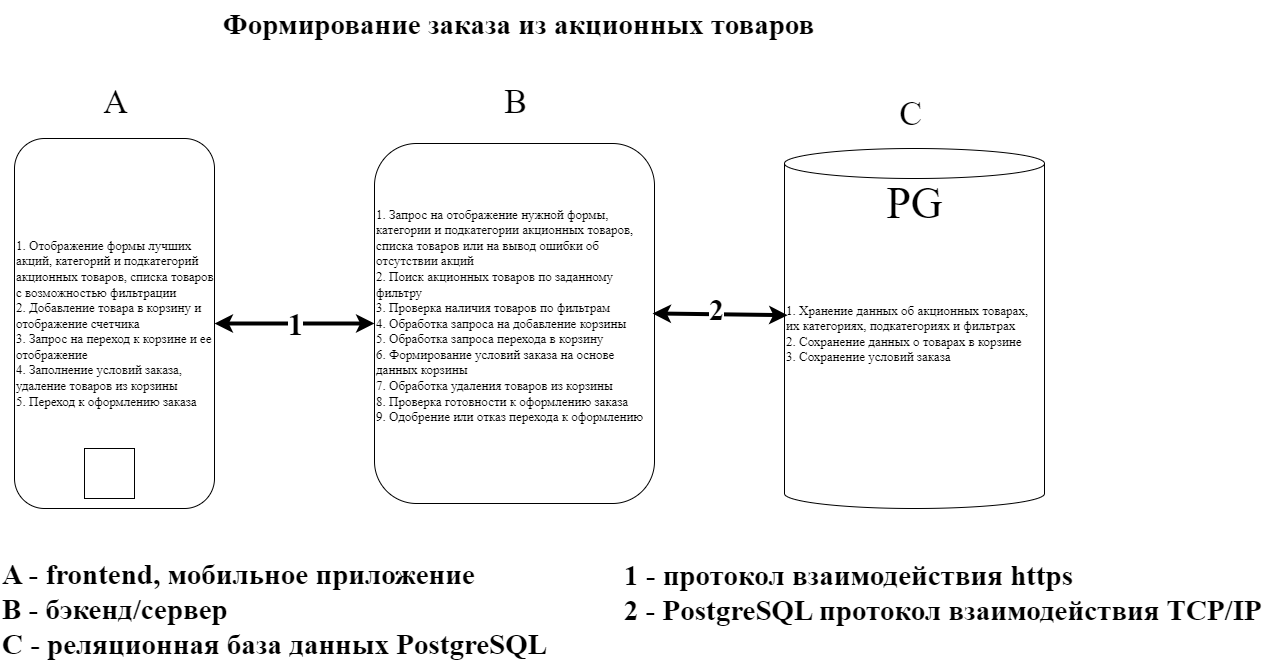 Формирование заказа из акционных товаров
A
B
C
PG
1. Отображение формы лучших
акций, категорий и подкатегорий
акционных товаров, списка товаров
с возможностью фильтрации
2. Добавление товара в корзину и
отображение счетчика
3. Запрос на переход к корзине и ее
отображение
4. Заполнение условий заказа,
удаление товаров из корзины
5. Переход к оформлению заказа
1
1. Запрос на отображение нужной формы,
категории и подкатегории акционных товаров,
списка товаров или на вывод ошибки об
отсутствии акций
2. Поиск акционных товаров по заданному
фильтру
3. Проверка наличия товаров по фильтрам
4. Обработка запроса на добавление корзины
5. Обработка запроса перехода в корзину
6. Формирование условий заказа на основе
данных корзины
7. Обработка удаления товаров из корзины
8. Проверка готовности к оформлению заказа
9. Одобрение или отказ перехода к оформлению
2
1. Хранение данных об акционных товарах,
их категориях, подкатегориях и фильтрах
2. Сохранение данных о товарах в корзине
3. Сохранение условий заказа
A - frontend, мобильное приложение
B - бэкенд/сервер
C - реляционная база данных PostgreSQL
1 - протокол взаимодействия https
2 - PostgreSQL протокол взаимодействия TCP/IP